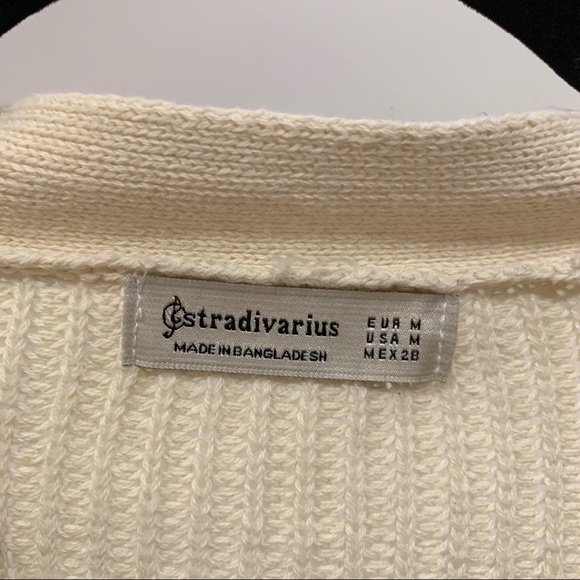 stradivarius
MADE IN BANGLADESH
EUR M
USA M
MEX 28